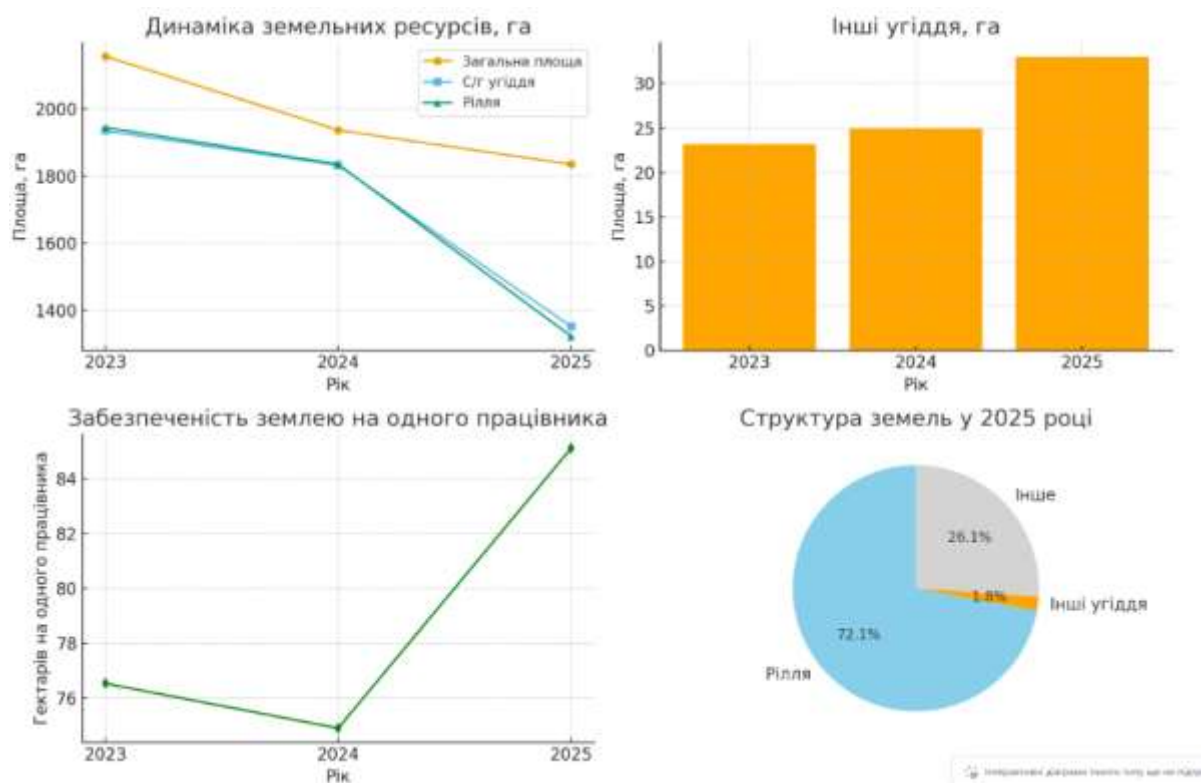 Динаміка земельних ресурсів, га
Загальна площа
С/г угіддя
Рілля
Площа, га
2000
1800
1600
1400
2023
2024
2025
Рік
Інші угіддя, га
Площа, га
30
25
20
15
10
5
0
2023
2024
2025
Рік
Забезпеченість землею на одного працівника
Гектарів на одного працівника
84
82
80
78
76
2023
2024
2025
Рік
Структура земель у 2025 році
Інше
26.1%
1.8%
Інші угіддя
72.1%
Рілля